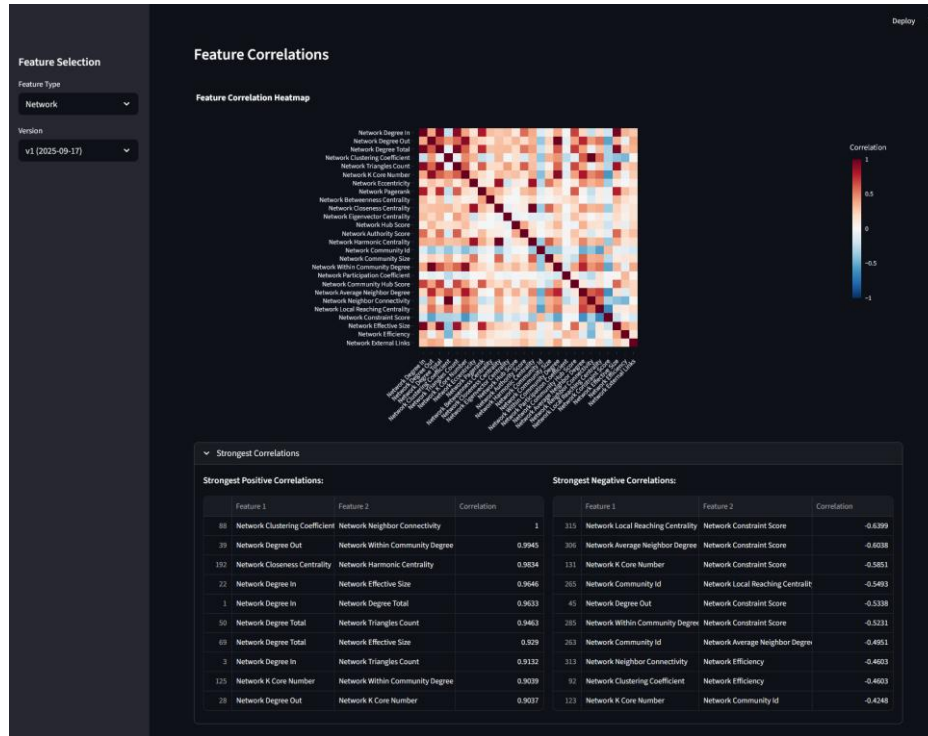 Deploy
Feature Selection
Feature Type
Network
Version
v1 (2025-09-17)
Feature Correlations
Feature Correlation Heatmap
Network Degree In
Network Degree Out
Network Degree Total
Network Clustering Coefficient
Network Triangles Count
Network K Core Number
Network Eccentricity
Network Pagerank
Network Betweenness Centrality
Network Closeness Centrality
Network Eigenvector Centrality
Network Hub Score
Network Authority Score
Network Harmonic Centrality
Network Community Id
Network Community Size
Network Within Community Degree
Network Participation Coefficient
Network Community Hub Score
Network Average Neighbor Degree
Network Neighbor Connectivity
Network Local Reaching Centrality
Network Constraint Score
Network Effective Size
Network Efficiency
Network External Links
Correlation
1
0.5
0
−0.5
−1
Network Degree In
Network External Links
Strongest Correlations
Strongest Positive Correlations:
Feature 1 Feature 2 Correlation
88 Network Clustering Coefficient Network Neighbor Connectivity 1
39 Network Degree Out Network Within Community Degree 0.9945
192 Network Closeness Centrality Network Harmonic Centrality 0.9834
22 Network Degree In Network Effective Size 0.9646
1 Network Degree In Network Degree Total 0.9633
50 Network Degree Total Network Triangles Count 0.9463
69 Network Degree Total Network Effective Size 0.929
3 Network Degree In Network Triangles Count 0.9132
125 Network K Core Number Network Within Community Degree 0.9039
28 Network Degree Out Network K Core Number 0.9037
Strongest Negative Correlations:
Feature 1 Feature 2 Correlation
315 Network Local Reaching Centrality Network Constraint Score -0.6399
306 Network Average Neighbor Degree Network Constraint Score -0.6038
131 Network K Core Number Network Constraint Score -0.5851
265 Network Community Id Network Local Reaching Centralit -0.5493
45 Network Degree Out Network Constraint Score -0.5338
285 Network Within Community Degree Network Constraint Score -0.5231
263 Network Community Id Network Average Neighbor Degre -0.4951
313 Network Neighbor Connectivity Network Efficiency -0.4603
92 Network Clustering Coefficient Network Efficiency -0.4603
123 Network K Core Number Network Community Id -0.4248